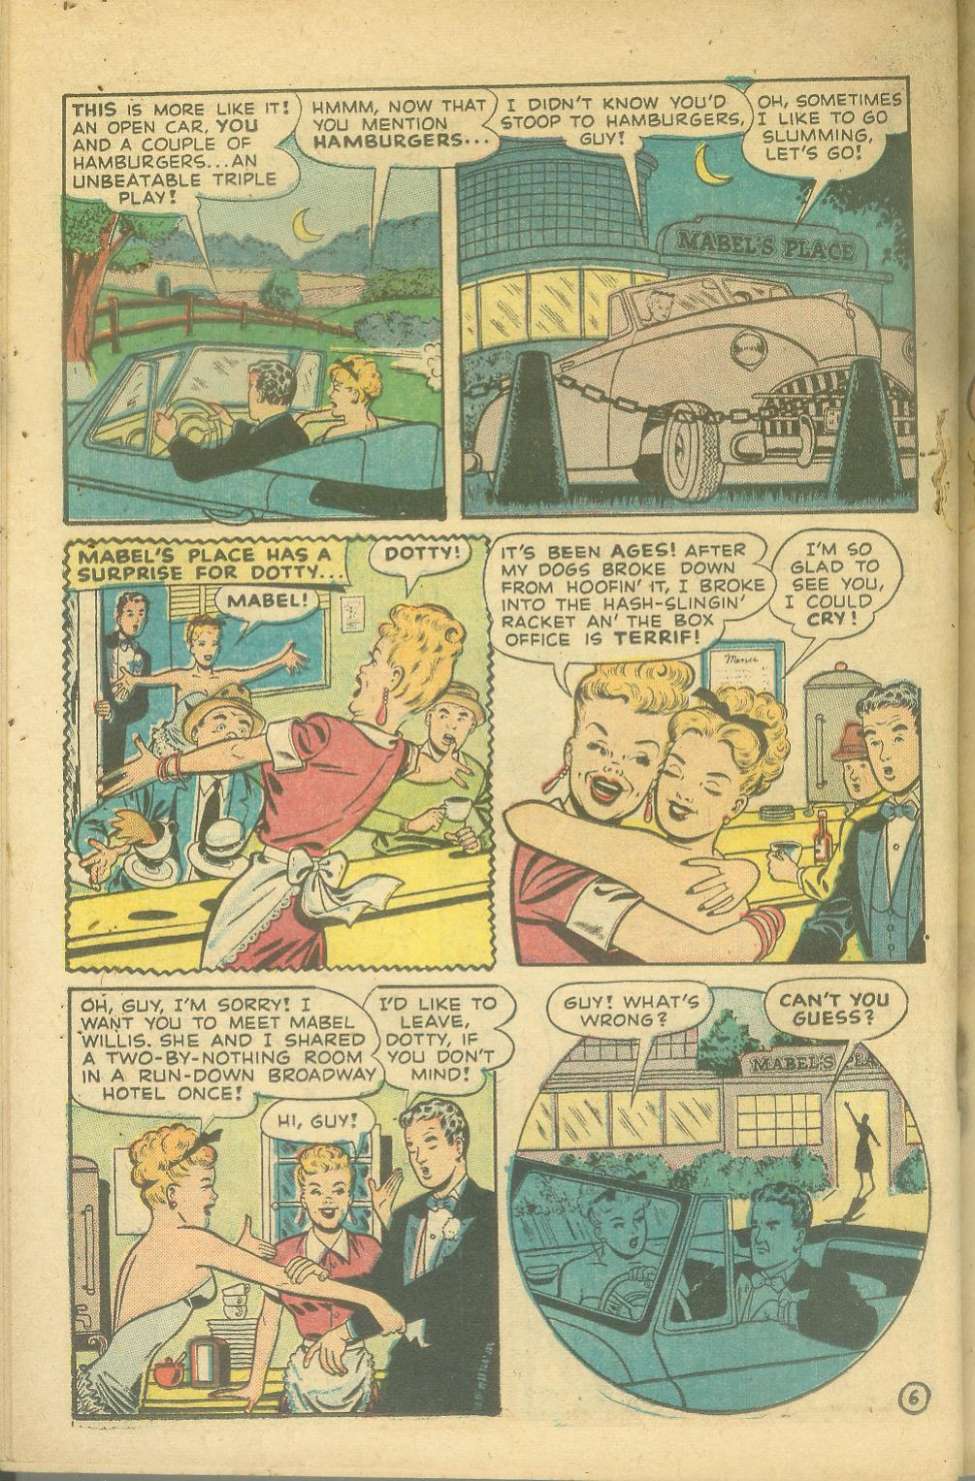 THIS IS MORE LIKE IT!
AN OPEN CAR, YOU
AND A COUPLE OF
HAMBURGERS...AN
UNBEATABLE TRIPLE
PLAY!
HMMM, NOW THAT
YOU MENTION
HAMBURGERS...
I DIDN'T KNOW YOU'D
STOOP TO HAMBURGERS,
GUY!
OH, SOMETIMES
I LIKE TO GO
SLUMMING,
LET'S GO!
MABEL'S PLACE
MABEL'S PLACE HAS A
SURPRISE FOR DOTTY...
MABEL!
DOTTY!
IT'S BEEN AGES! AFTER
MY DOGS BROKE DOWN
FROM HOOFIN' IT, I BROKE
INTO THE HASH-SLINGIN'
RACKET AN' THE BOX
OFFICE IS TERRIF!
I'M SO
GLAD TO
SEE YOU,
I COULD
CRY!
Menu
OH, GUY, I'M SORRY! I
WANT YOU TO MEET MABEL
WILLIS. SHE AND I SHARED
A TWO-BY-NOTHING ROOM
IN A RUN-DOWN BROADWAY
HOTEL ONCE!
HI, GUY!
I'D LIKE TO
LEAVE,
DOTTY, IF
YOU DON'T
MIND!
GUY! WHAT'S
WRONG?
CAN'T YOU
GUESS?
MABEL'S PLA
6